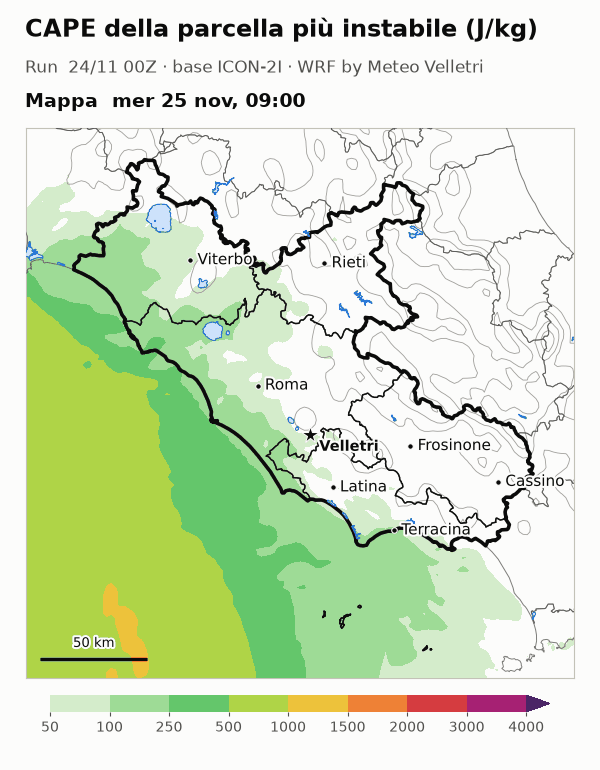 CAPE della parcella più instabile (J/kg)
Run  24/11 00Z · base ICON-2I · WRF by Meteo Velletri
Mappa  mer 25 nov, 09:00
Viterbo
Rieti
Roma
Velletri
Frosinone
Cassino
Latina
Terracina
50 km
50 100 250 500 1000 1500 2000 3000 4000